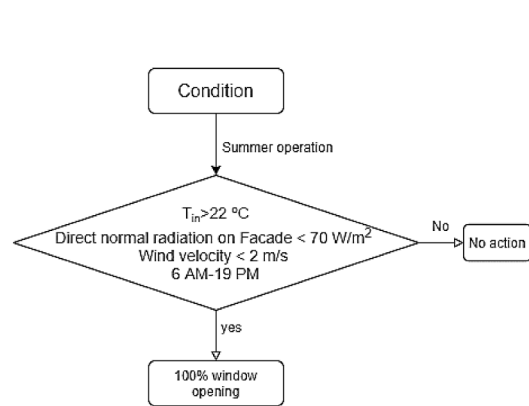 Condition
Summer operation
Tin>22 ºC
Direct normal radiation on Facade < 70 W/m2
Wind velocity < 2 m/s
6 AM-19 PM
No
No action
yes
100% window
opening